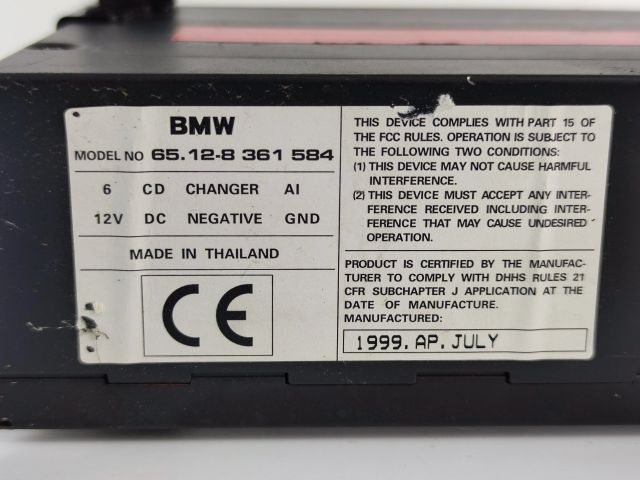 BMW
MODEL NO 65.12-8 361 584
6 CD CHANGER AI
12V DC NEGATIVE GND
MADE IN THAILAND
CE
THIS DEVICE COMPLIES WITH PART 15 OF
THE FCC RULES. OPERATION IS SUBJECT TO
THE FOLLOWING TWO CONDITIONS:
(1) THIS DEVICE MAY NOT CAUSE HARMFUL
INTERFERENCE.
(2) THIS DEVICE MUST ACCEPT ANY INTER-
FERENCE RECEIVED INCLUDING INTER-
FERENCE THAT MAY CAUSE UNDESIRED
OPERATION.
PRODUCT IS CERTIFIED BY THE MANUFAC-
TURER TO COMPLY WITH DHHS RULES 21
CFR SUBCHAPTER J APPLICATION AT THE
DATE OF MANUFACTURE.
MANUFACTURED:
1999.AP.JULY